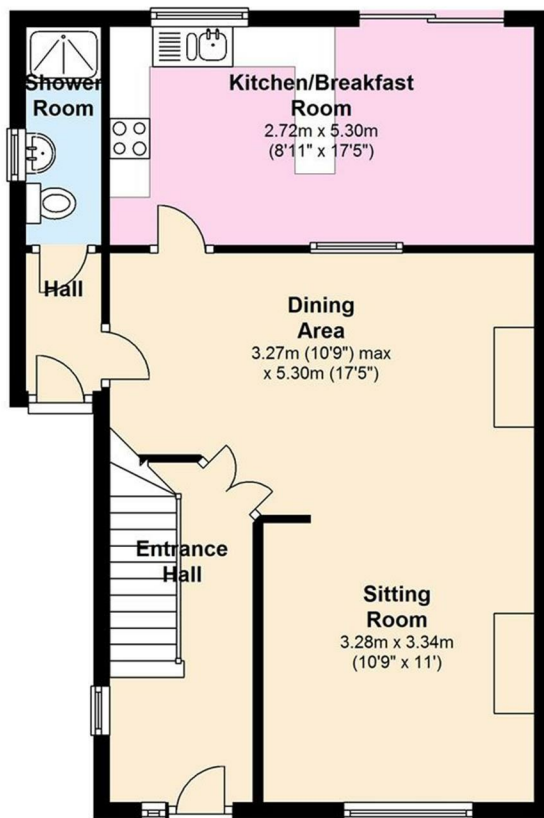 Shower
Room
Kitchen/Breakfast
Room
2.72m x 5.30m
(8'11" x 17'5")
Hall
Dining
Area
3.27m (10'9") max
x 5.30m (17'5")
Entrance
Hall
Sitting
Room
3.28m x 3.34m
(10'9" x 11')